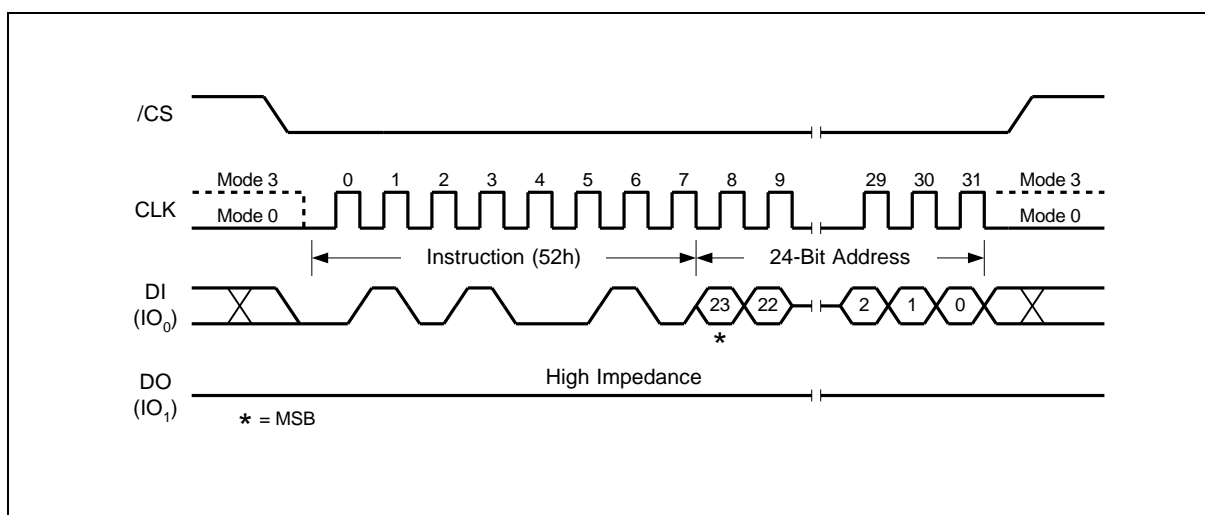 /CS
Mode 3 0 1 2 3 4 5 6 7 8 9 29 30 31 Mode 3
CLK
Mode 0 Mode 0
Instruction (52h) 24-Bit Address
DI
(IO0)
23 22 2 1 0
*
High Impedance
DO
(IO1)
* = MSB